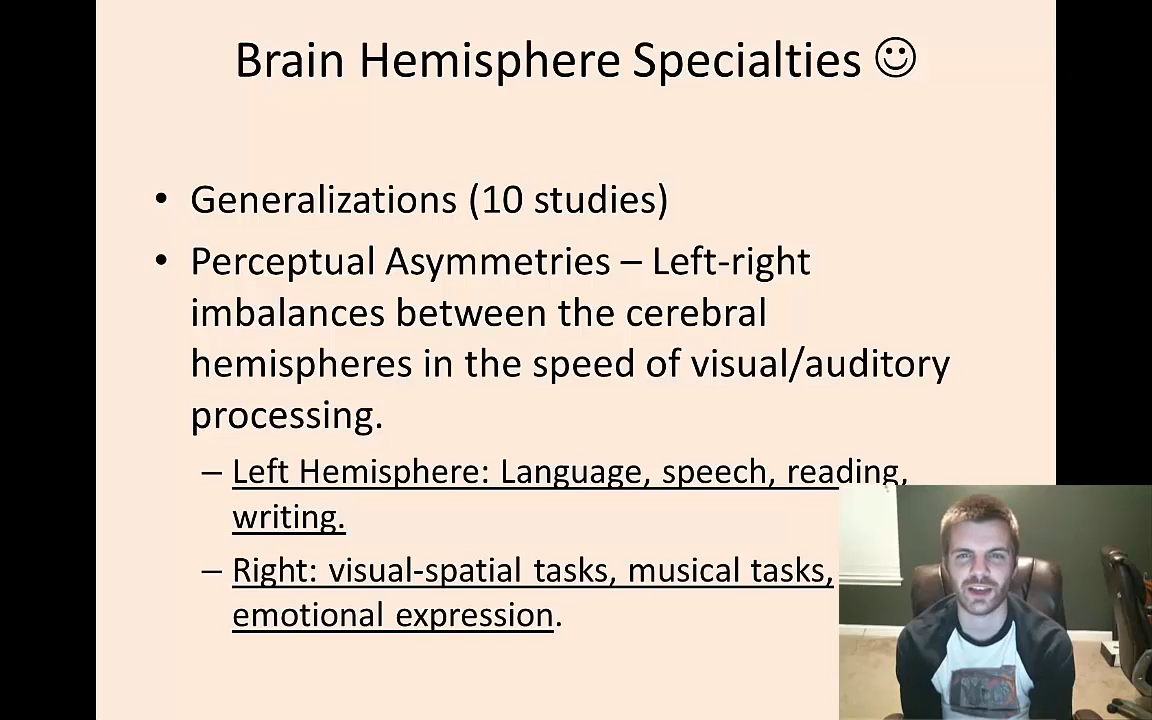 Brain Hemisphere Specialties ☺
• Generalizations (10 studies)
• Perceptual Asymmetries – Left-right
imbalances between the cerebral
hemispheres in the speed of visual/auditory
processing.
– Left Hemisphere: Language, speech, reading,
writing.
– Right: visual-spatial tasks, musical tasks,
emotional expression.